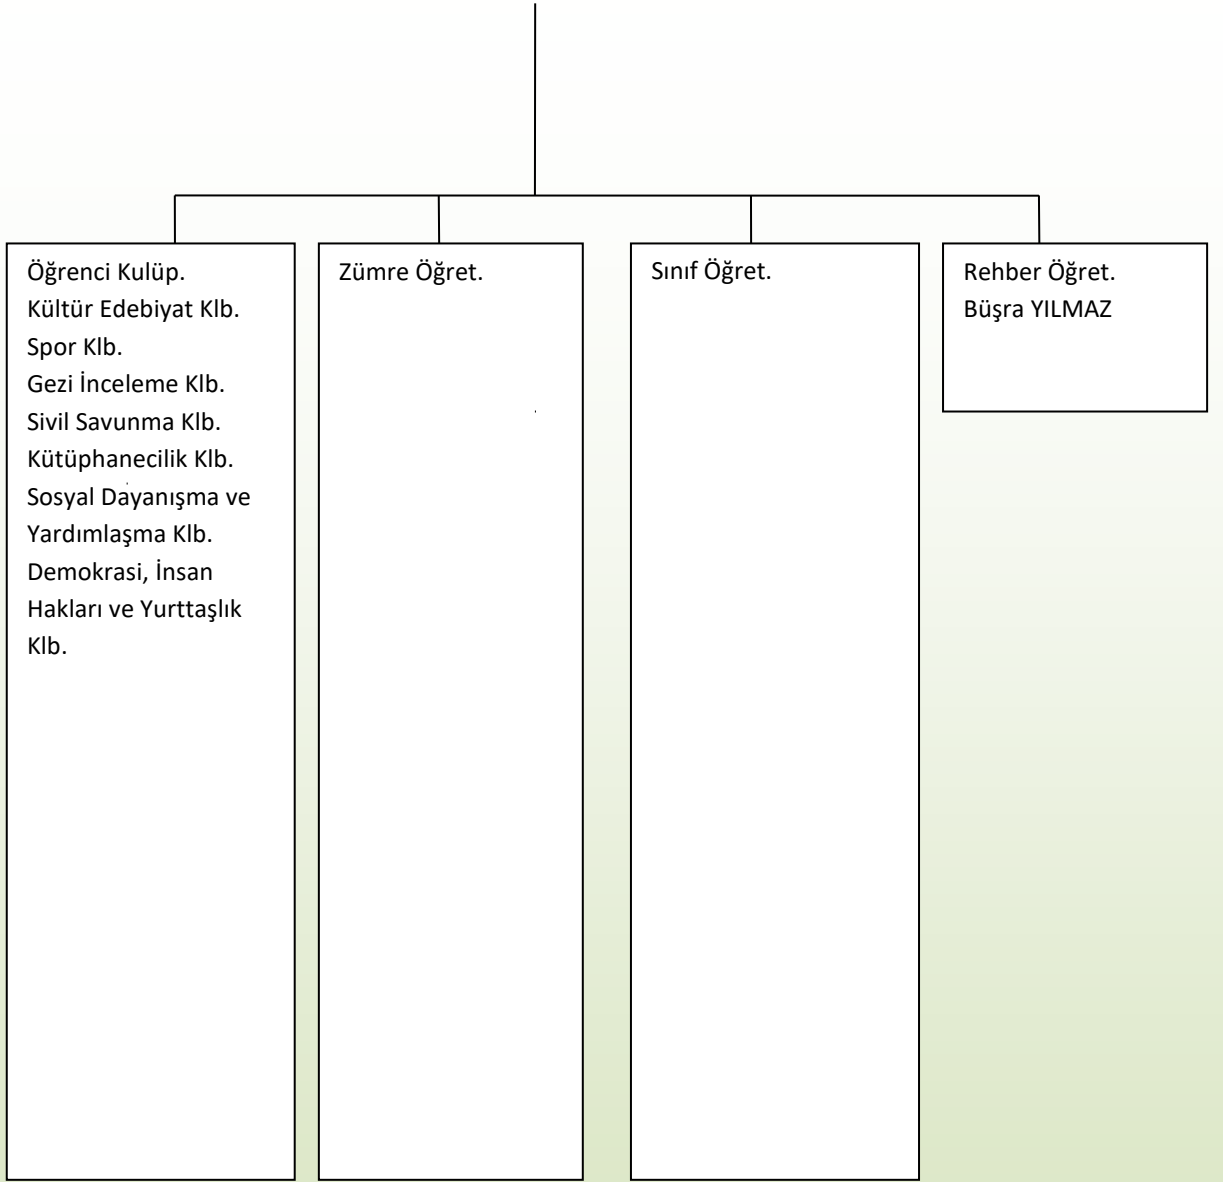 Öğrenci Kulüp.
Kültür Edebiyat Klb.
Spor Klb.
Gezi İnceleme Klb.
Sivil Savunma Klb.
Kütüphanecilik Klb.
Sosyal Dayanışma ve
Yardımlaşma Klb.
Demokrasi, İnsan
Hakları ve Yurttaşlık
Klb.
Zümre Öğret.
Sınıf Öğret.
Rehber Öğret.
Büşra YILMAZ